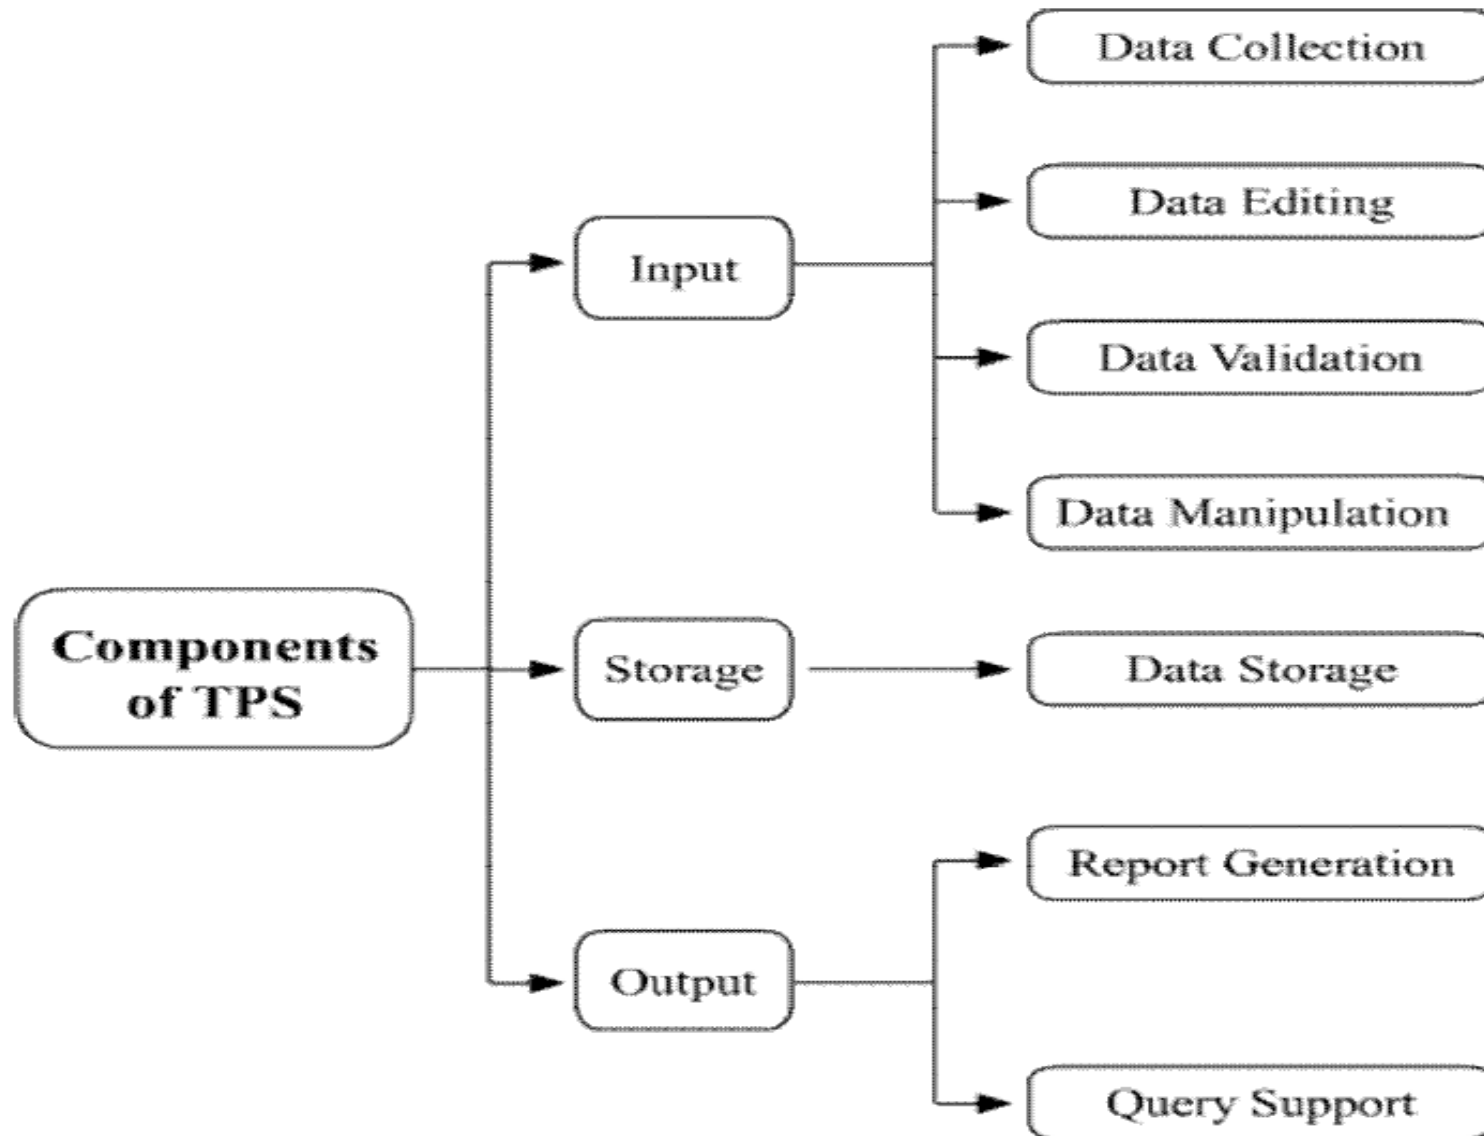 Data Collection
Data Editing
Input
Data Validation
Data Manipulation
Components
of TPS
Storage
Data Storage
Report Generation
Output
Query Support